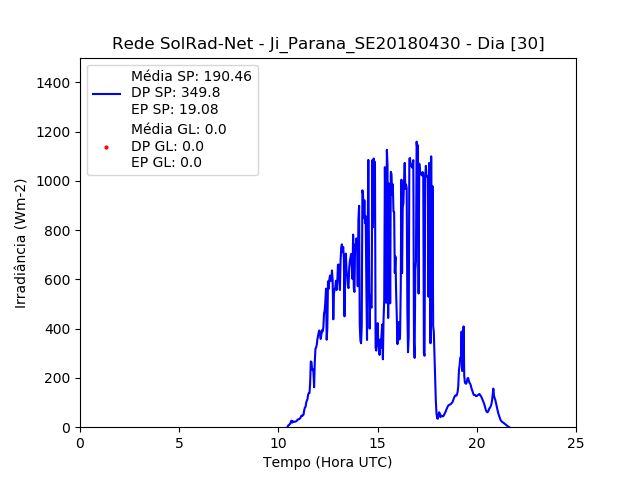 Rede SolRad-Net - Ji_Parana_SE20180430 - Dia [30]
Média SP: 190.46
DP SP: 349.8
EP SP: 19.08
Média GL: 0.0
DP GL: 0.0
EP GL: 0.0
Irradiância (Wm-2)
1400
1200
1000
800
600
400
200
0
0 5 10 15 20 25
Tempo (Hora UTC)